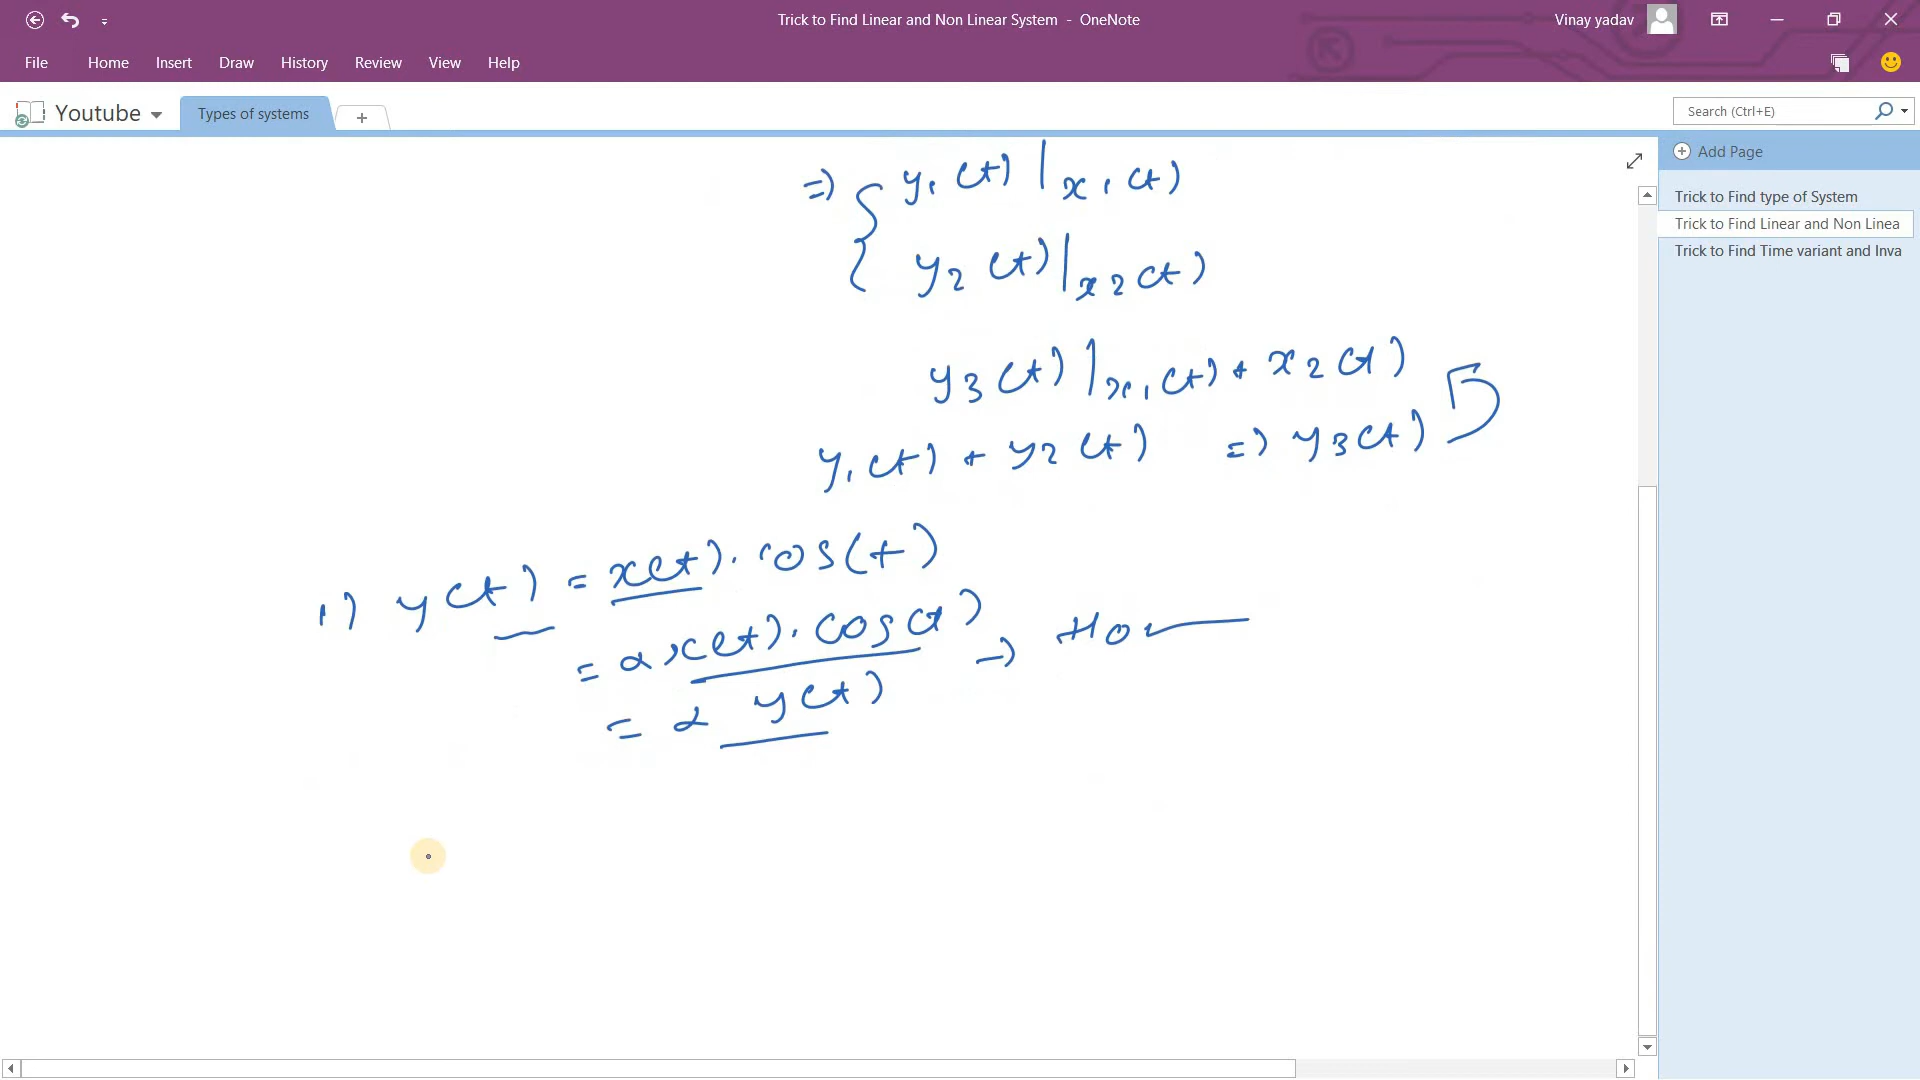 Trick to Find Linear and Non Linear System - OneNote
Vinay yadav
File Home Insert Draw History Review View Help
Youtube
Types of systems
+
Search (Ctrl+E)
Add Page
Trick to Find type of System
Trick to Find Linear and Non Linea
Trick to Find Time variant and Inva
=> { y₁(t) | x₁(t)
y₂(t) | x₂(t)
y₃(t) | x₁(t) + x₂(t)
y₁(t) + y₂(t) => y₃(t)
1) y(t) = x(t) . cos(t)
= α x(t) . cos(t) → Ho
= α y(t)